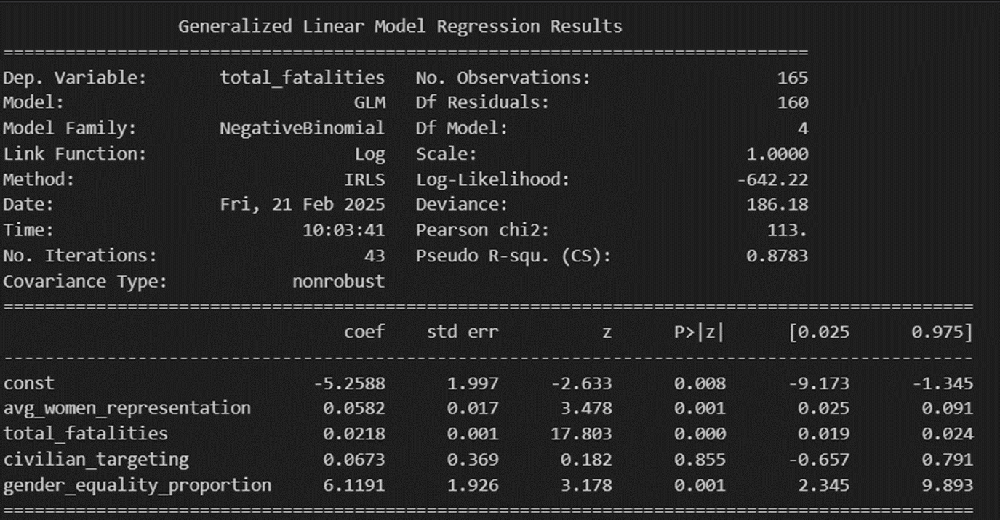 Generalized Linear Model Regression Results
==============================================================================
Dep. Variable: total_fatalities No. Observations: 165
Model: GLM Df Residuals: 160
Model Family: NegativeBinomial Df Model: 4
Link Function: Log Scale: 1.0000
Method: IRLS Log-Likelihood: -642.22
Date: Fri, 21 Feb 2025 Deviance: 186.18
Time: 10:03:41 Pearson chi2: 113.
No. Iterations: 43 Pseudo R-squ. (CS): 0.8783
Covariance Type: nonrobust
==============================================================================================
coef std err z P>|z| [0.025 0.975]
----------------------------------------------------------------------------------------------
const -5.2588 1.997 -2.633 0.008 -9.173 -1.345
avg_women_representation 0.0582 0.017 3.478 0.001 0.025 0.091
total_fatalities 0.0218 0.001 17.803 0.000 0.019 0.024
civilian_targeting 0.0673 0.369 0.182 0.855 -0.657 0.791
gender_equality_proportion 6.1191 1.926 3.178 0.001 2.345 9.893
==============================================================================================